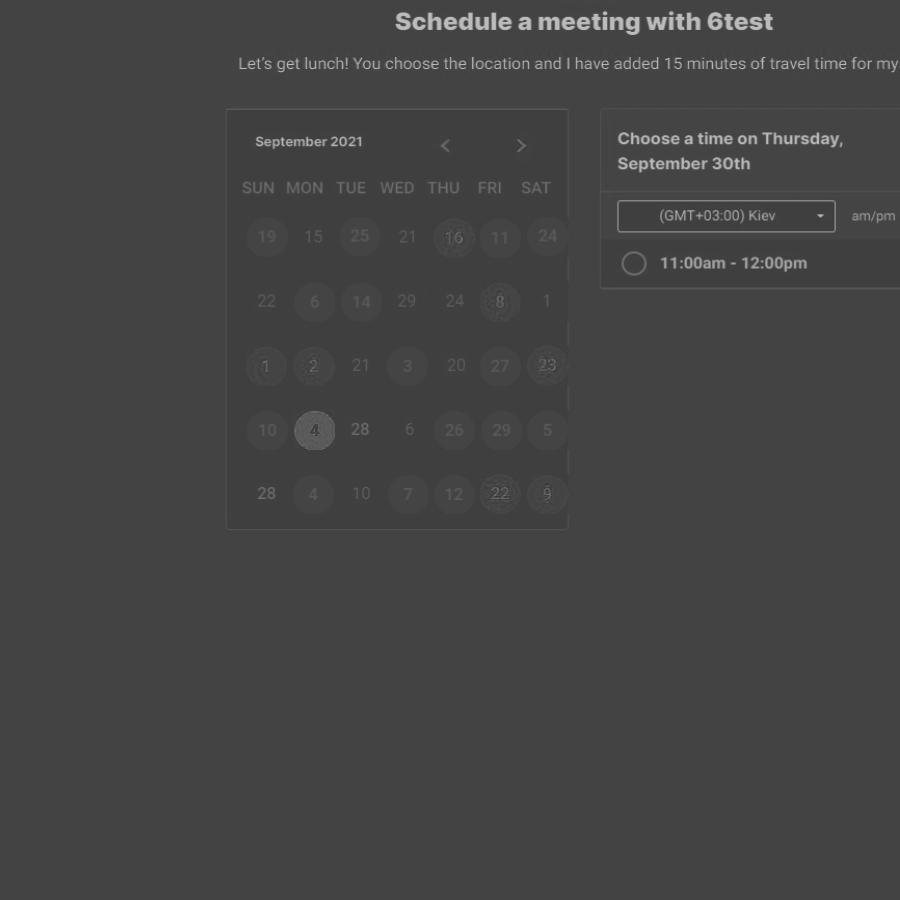 Schedule a meeting with 6test
Let's get lunch! You choose the location and I have added 15 minutes of travel time for my
September 2021
SUN MON TUE WED THU FRI SAT
19 15 25 21 16 11 24
22 6 14 29 24 8 1
1 2 21 3 20 27 23
10 4 28 6 26 29 5
28 4 10 7 12 22 9
Choose a time on Thursday,
September 30th
(GMT+03:00) Kiev am/pm
11:00am - 12:00pm